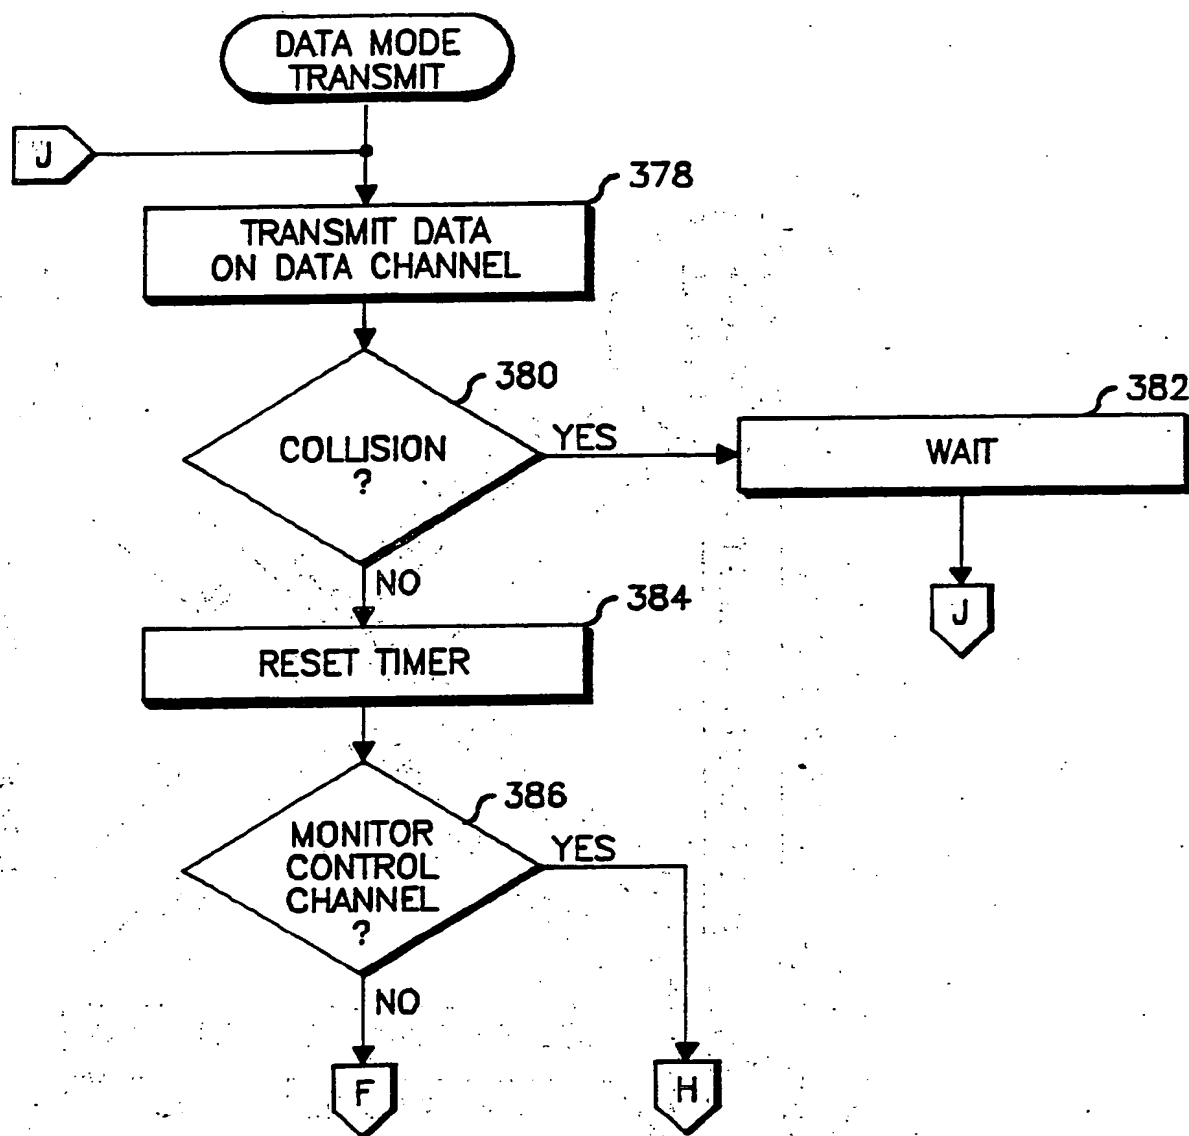 DATA MODE
TRANSMIT
J
378
TRANSMIT DATA
ON DATA CHANNEL
380
COLLISION
?
YES
382
WAIT
J
NO
384
RESET TIMER
386
MONITOR
CONTROL
CHANNEL
?
YES
NO
F
H